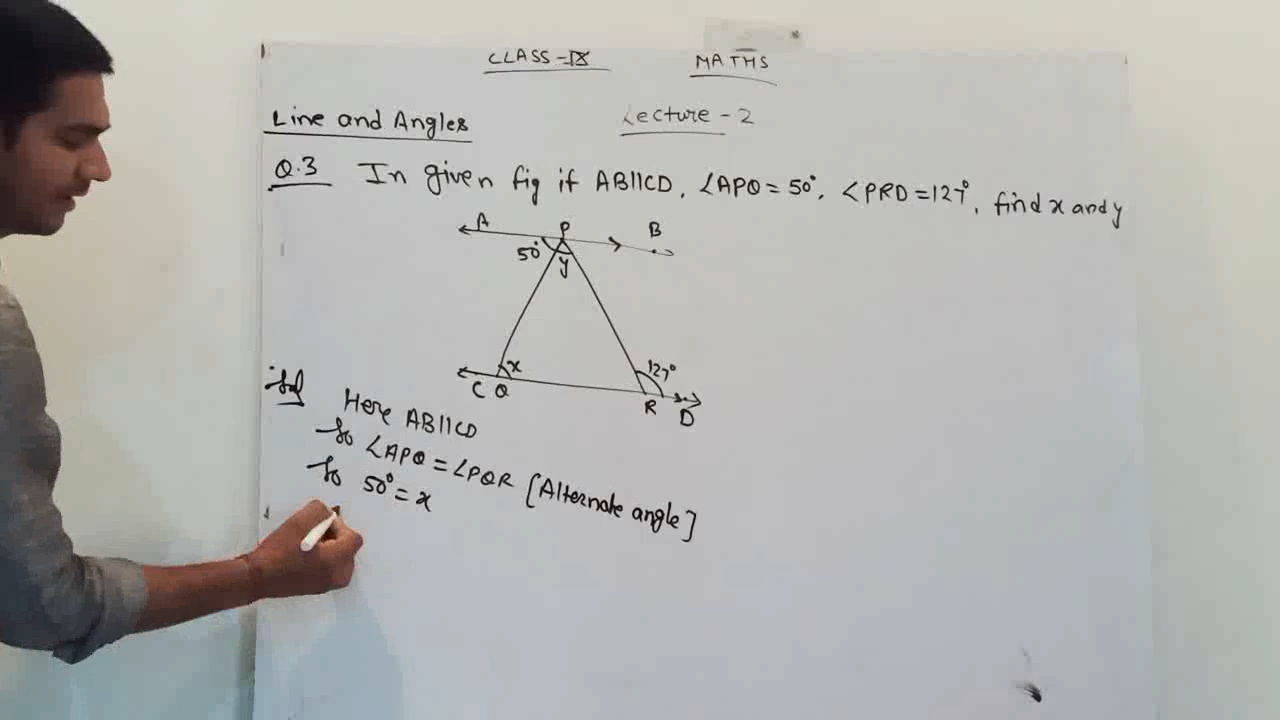 CLASS-IX MATHS
Line and Angles Lecture - 2
Q.3 In given fig if AB||CD, ∠APQ = 50°, ∠PRD = 127°, find x and y
A P B
50° y
x 127°
C Q R D
Sol
Here AB||CD
So ∠APQ = ∠PQR [Alternate angle]
So 50° = x